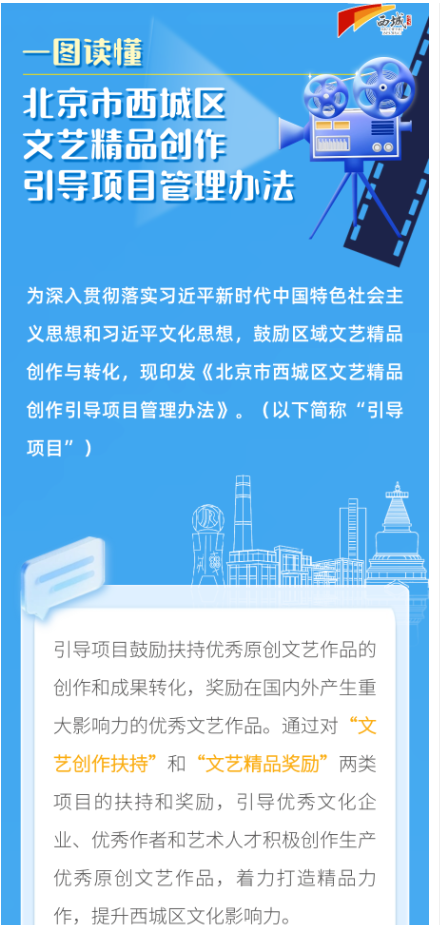 西城
一图读懂
北京市西城区
文艺精品创作
引导项目管理办法
为深入贯彻落实习近平新时代中国特色社会主
义思想和习近平文化思想，鼓励区域文艺精品
创作与转化，现印发《北京市西城区文艺精品
创作引导项目管理办法》。（以下简称“引导
项目”）
引导项目鼓励扶持优秀原创文艺作品的
创作和成果转化，奖励在国内外产生重
大影响力的优秀文艺作品。通过对“文
艺创作扶持”和“文艺精品奖励”两类
项目的扶持和奖励，引导优秀文化企
业、优秀作者和艺术人才积极创作生产
优秀原创文艺作品，着力打造精品力
作，提升西城区文化影响力。